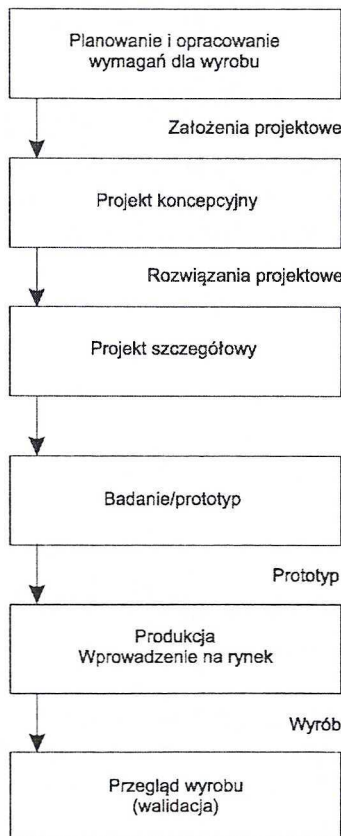 Planowanie i opracowanie
wymagań dla wyrobu
Założenia projektowe
Projekt koncepcyjny
Rozwiązania projektowe
Projekt szczegółowy
Badanie/prototyp
Prototyp
Produkcja
Wprowadzenie na rynek
Wyrób
Przegląd wyrobu
(walidacja)